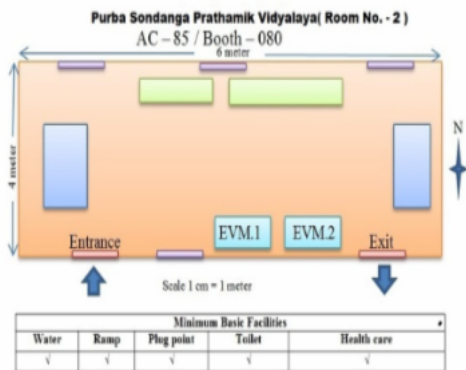 Purba Sondanga Prathamik Vidyalaya( Room No. - 2 )
AC – 85 / Booth – 080
6 meter
4 meter
N
EVM.1 EVM.2
Entrance Exit
Scale 1 cm = 1 meter
Minimum Basic Facilities
Water Ramp Plug point Toilet Health care
√ √ √ √ √